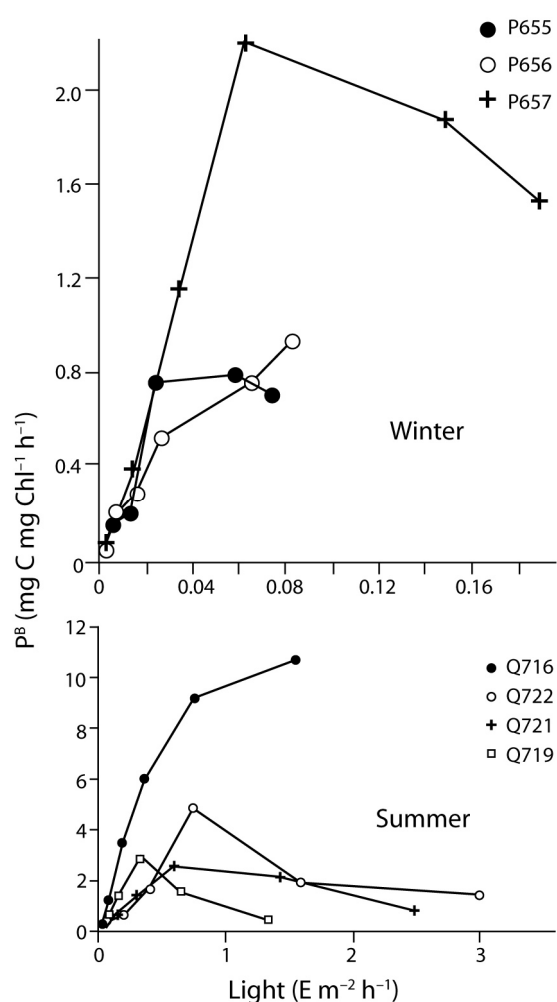 P655
P656
P657
2.0
1.6
1.2
0.8
0.4
0
Winter
0 0.04 0.08 0.12 0.16
Pᴮ (mg C mg Chl⁻¹ h⁻¹)
12
10
8
6
4
2
0
Q716
Q722
Q721
Q719
Summer
0 1 2 3
Light (E m⁻² h⁻¹)